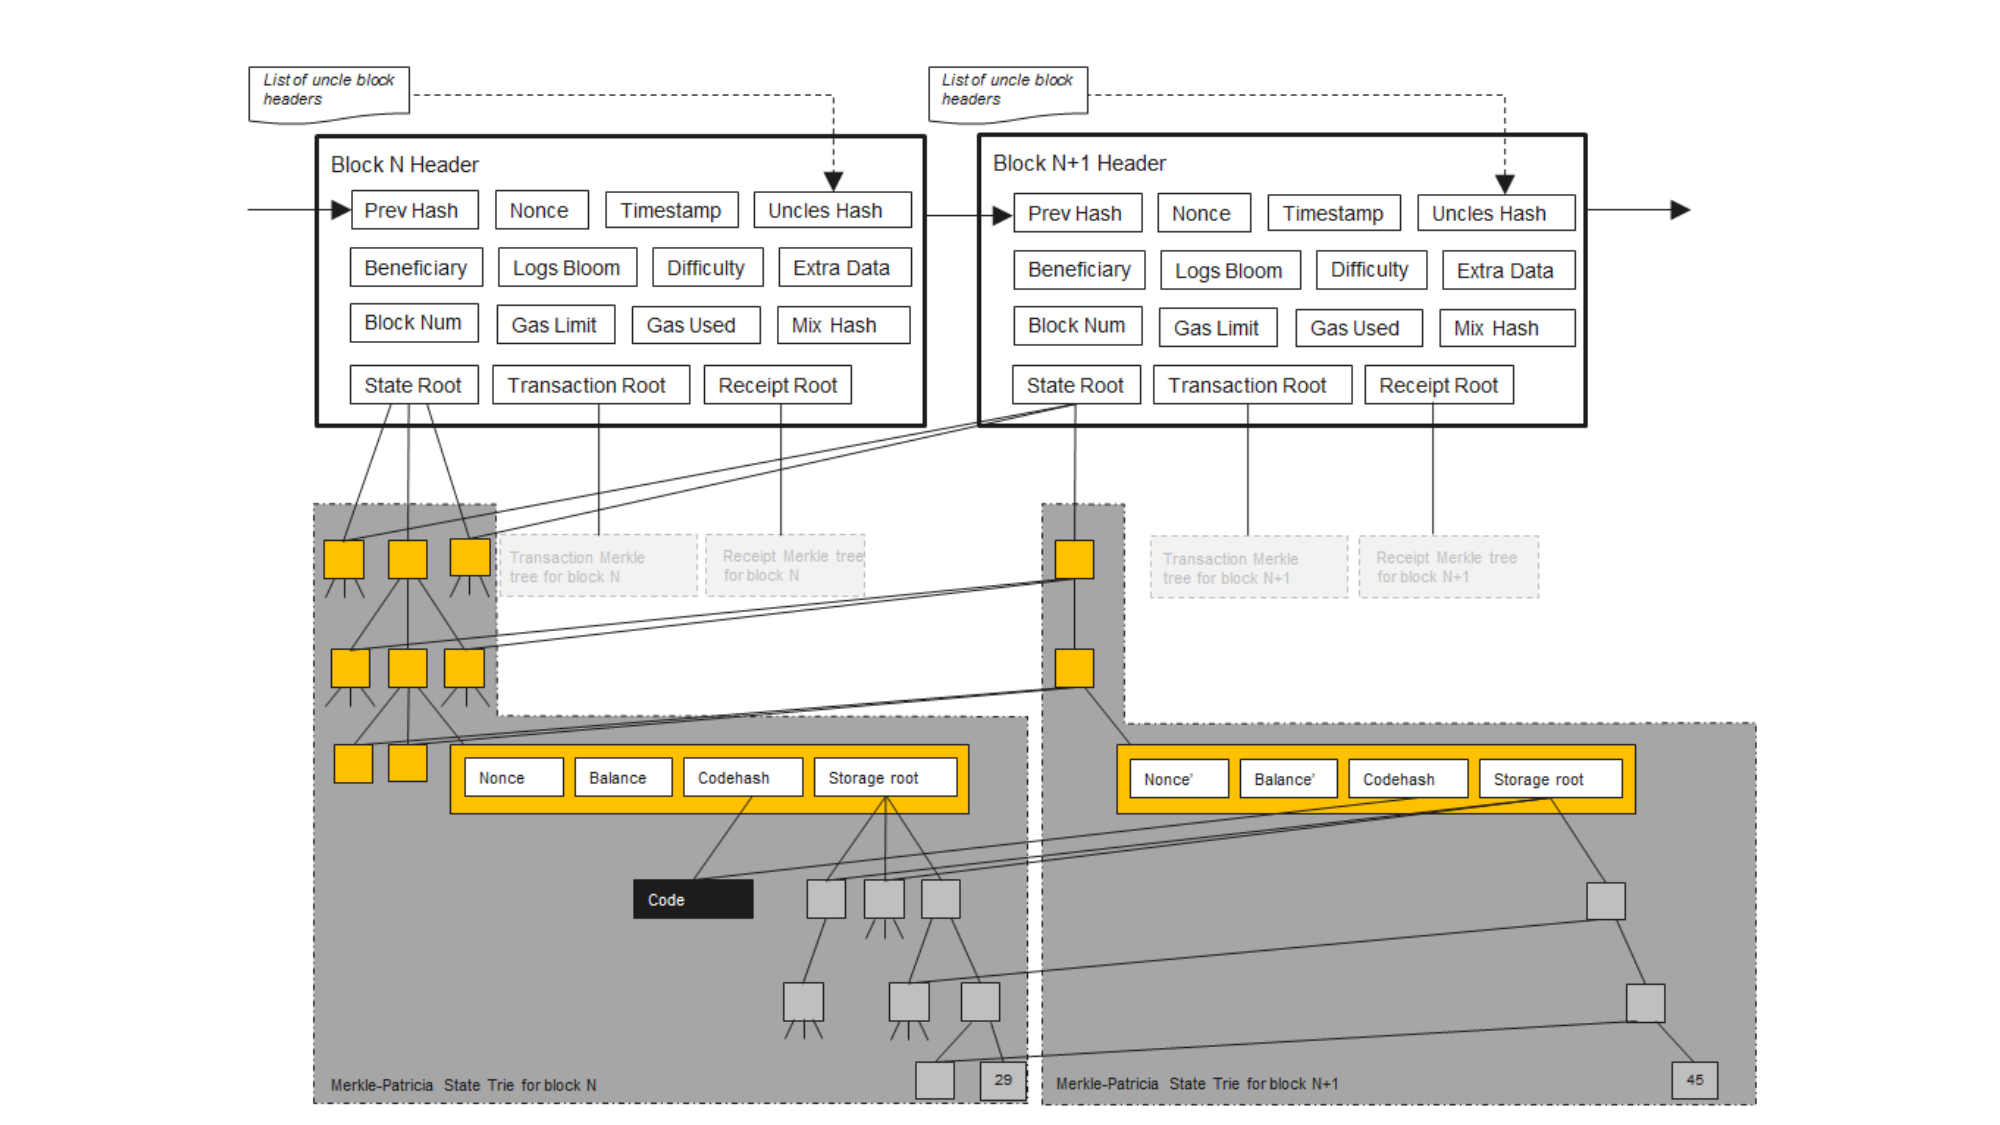 List of uncle block
headers
List of uncle block
headers
Block N Header
Prev Hash
Nonce
Timestamp
Uncles Hash
Beneficiary
Logs Bloom
Difficulty
Extra Data
Block Num
Gas Limit
Gas Used
Mix Hash
State Root
Transaction Root
Receipt Root
Block N+1 Header
Prev Hash
Nonce
Timestamp
Uncles Hash
Beneficiary
Logs Bloom
Difficulty
Extra Data
Block Num
Gas Limit
Gas Used
Mix Hash
State Root
Transaction Root
Receipt Root
Transaction Merkle
tree for block N
Receipt Merkle tree
for block N
Transaction Merkle
tree for block N+1
Receipt Merkle tree
for block N+1
Nonce
Balance
Codehash
Storage root
Nonce'
Balance'
Codehash
Storage root
Code
29
45
Merkle-Patricia State Trie for block N
Merkle-Patricia State Trie for block N+1